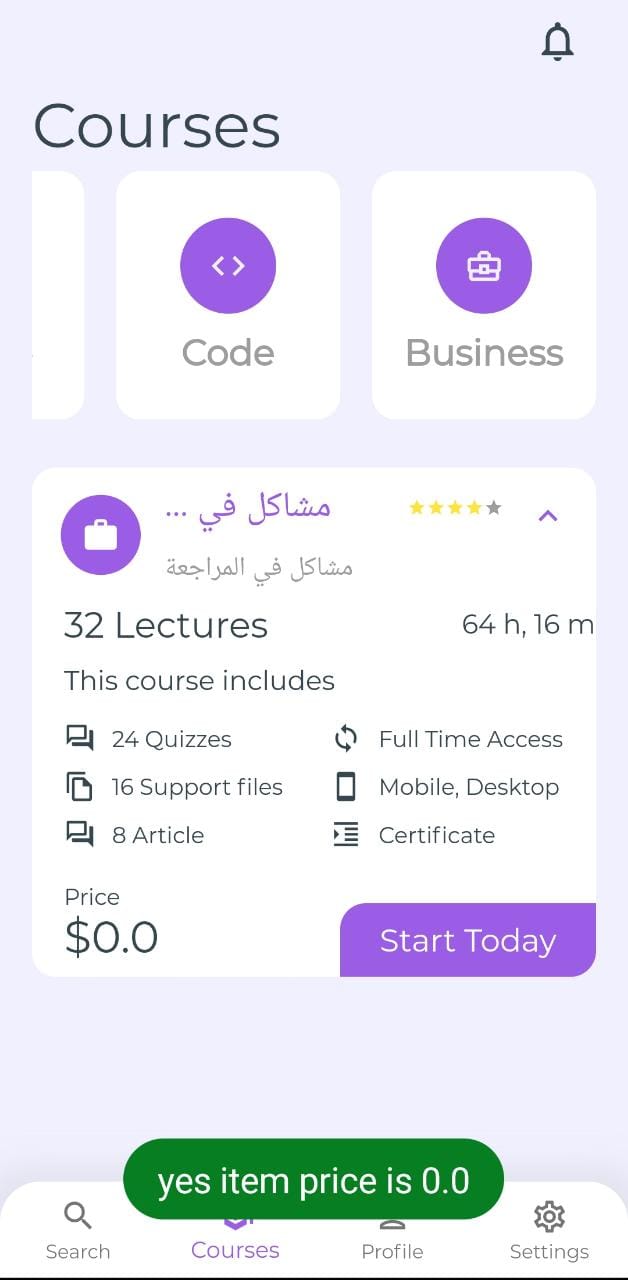 Courses
Code
Business
مشاكل في ...
مشاكل في المراجعة
32 Lectures
64 h, 16 m
This course includes
24 Quizzes
Full Time Access
16 Support files
Mobile, Desktop
8 Article
Certificate
Price
$0.0
Start Today
yes item price is 0.0
Search
Courses
Profile
Settings